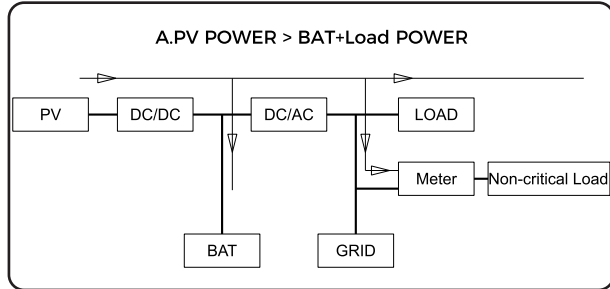 A.PV POWER > BAT+Load POWER
PV
DC/DC
DC/AC
LOAD
Meter
Non-critical Load
BAT
GRID